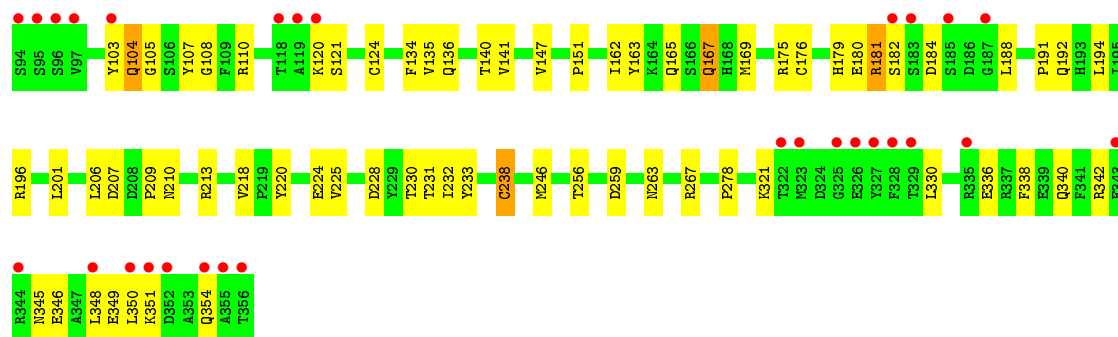 S94 S95 S96 V97 Y103 Q104 G105 S106 Y107 G108 F109 R110 T118 A119 K120 S121 C124 F134 V135 Q136 T140 V141 V147 P151 I162 Y163 K164 Q165 S166 Q167 H168 M169 R175 C176 H179 E180 R181 S182 S183 D184 S185 D186 G187 L188 P191 Q192 H193 L194 I195
R196 L201 L206 D207 D208 P209 N210 R213 V218 P219 Y220 E224 V225 D228 Y229 T230 T231 I232 Y233 C238 M246 T256 D259 N263 R267 P278 K321 T322 M323 D324 G325 E326 Y327 F328 T329 L330 R335 E336 R337 F338 E339 Q340 F341 R342 E343
R344 N345 E346 A347 L348 E349 L350 K351 D352 A353 Q354 A355 T356